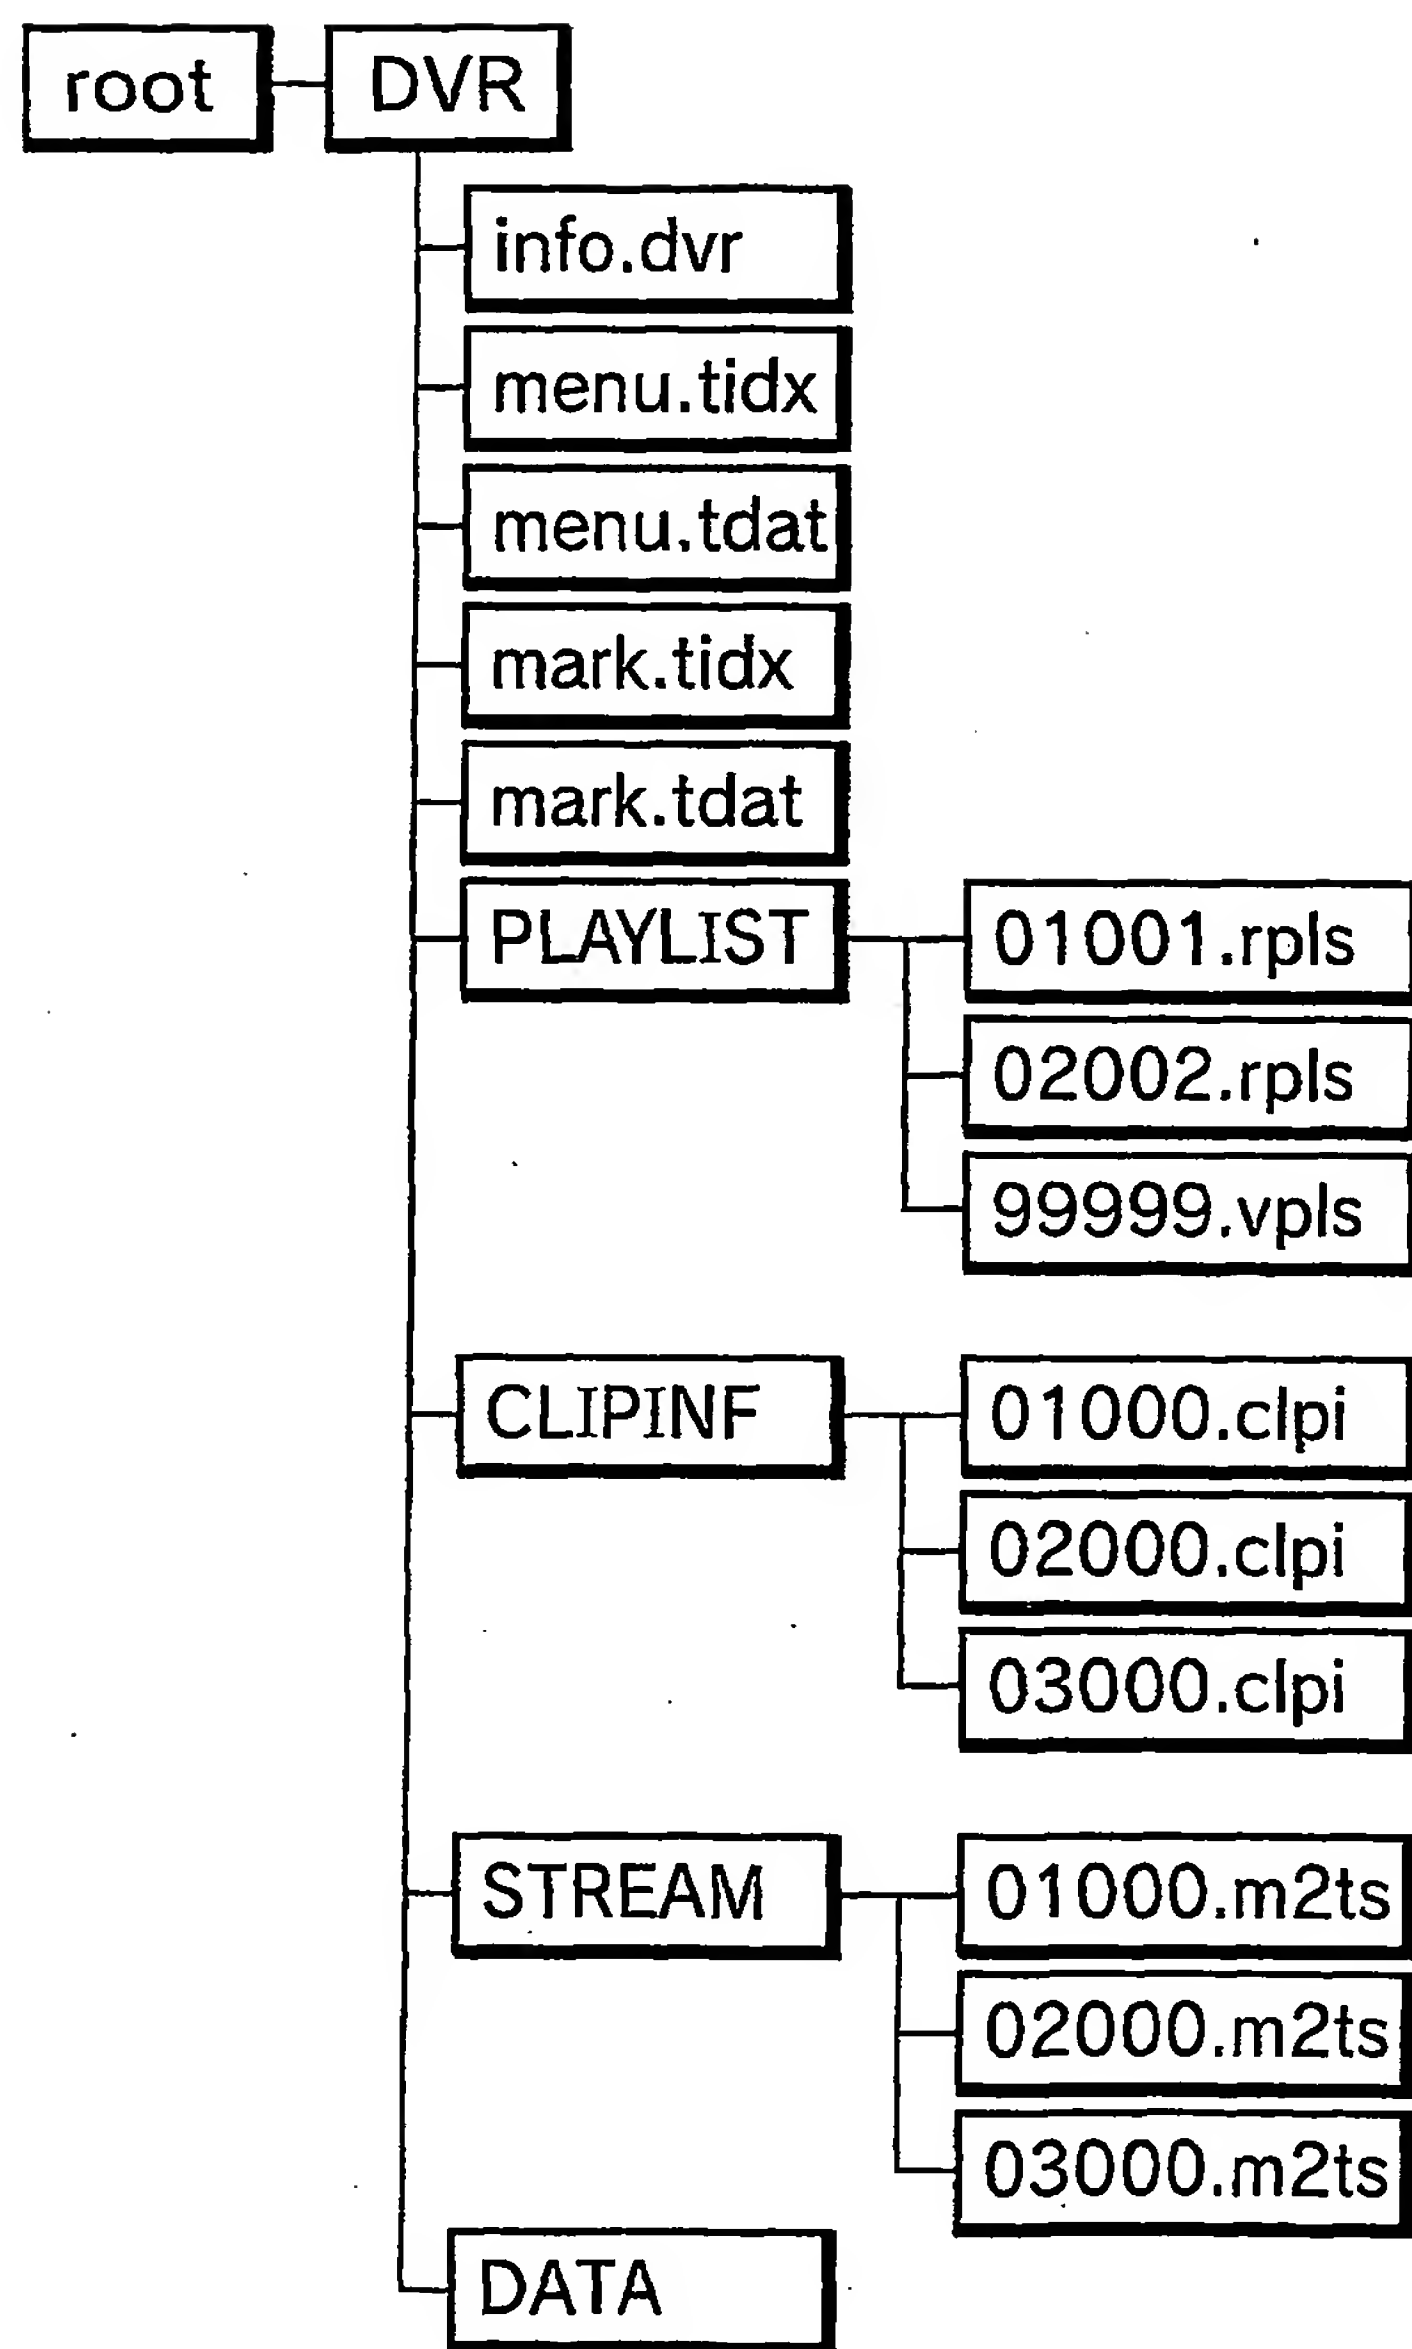 root
DVR
info.dvr
menu.tidx
menu.tdat
mark.tidx
mark.tdat
PLAYLIST
01001.rpls
02002.rpls
99999.vpls
CLIPINF
01000.clpi
02000.clpi
03000.clpi
STREAM
01000.m2ts
02000.m2ts
03000.m2ts
DATA